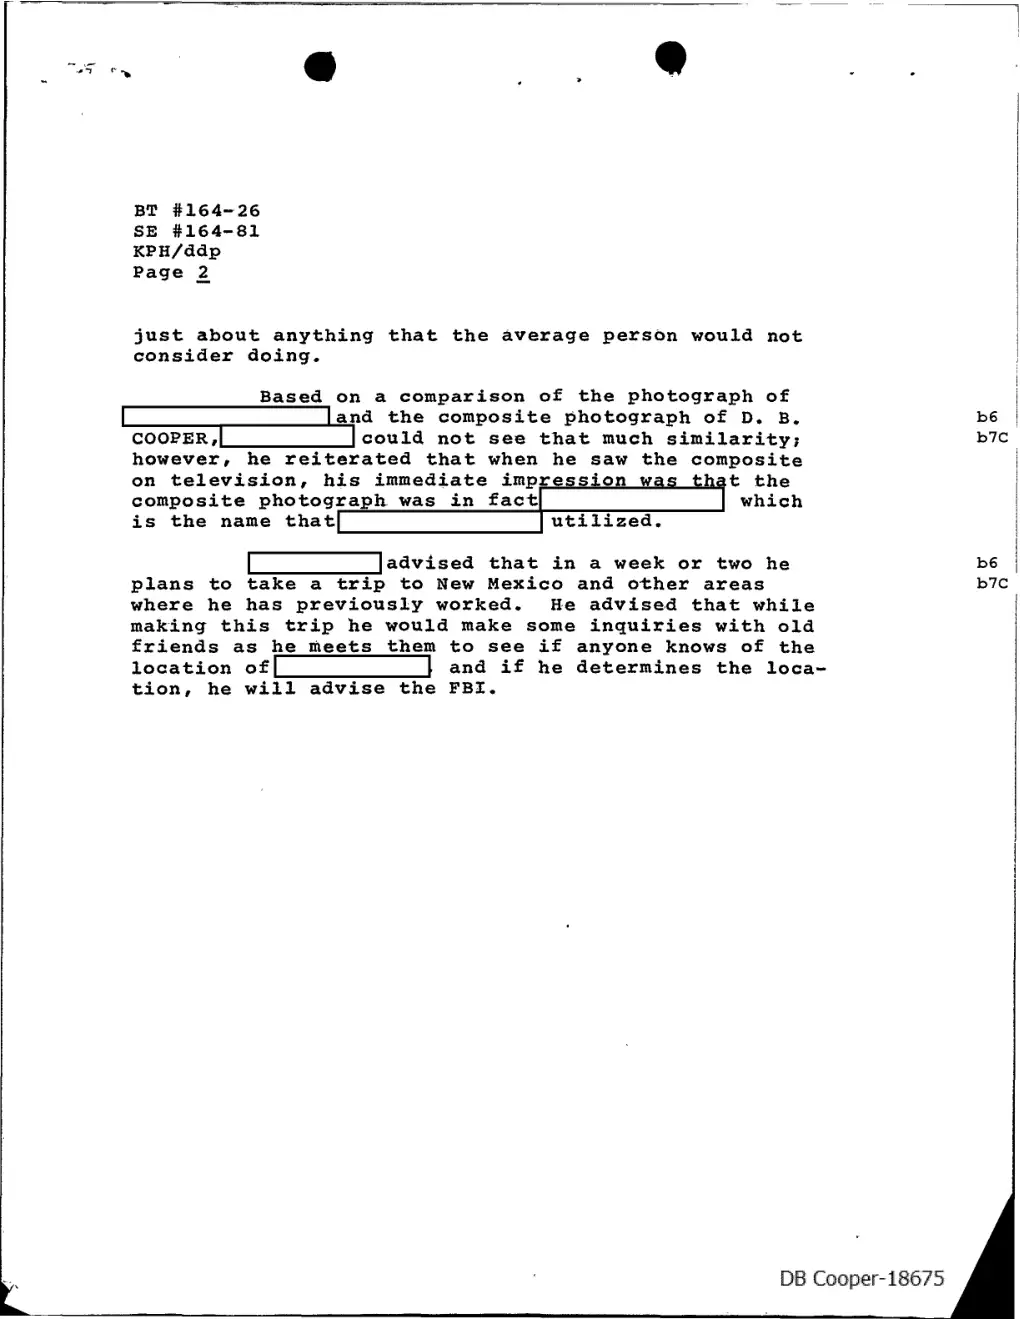 BT #164-26
SE #164-81
KPH/ddp
Page 2
just about anything that the average person would not
consider doing.
Based on a comparison of the photograph of
and the composite photograph of D. B.
b6
COOPER, could not see that much similarity;
b7C
however, he reiterated that when he saw the composite
on television, his immediate impression was that the
composite photograph was in fact which
is the name that utilized.
advised that in a week or two he
b6
plans to take a trip to New Mexico and other areas
b7C
where he has previously worked. He advised that while
making this trip he would make some inquiries with old
friends as he meets them to see if anyone knows of the
location of , and if he determines the loca-
tion, he will advise the FBI.
DB Cooper-18675